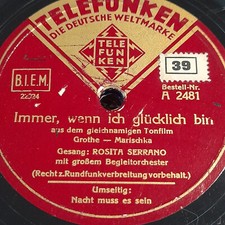 TELEFUNKEN
DIE DEUTSCHE WELTMARKE
TELE
FUN
KEN
B.I.E.M.
39
Bestell-Nr.
A 2481
Immer, wenn ich glücklich bin
aus dem gleichnamigen Tonfilm
Grothe — Marischka
Gesang: ROSITA SERRANO
mit großem Begleitorchester
(Recht z. Rundfunkverbreitung vorbehalt.)
Umseitig:
Nacht muss es sein